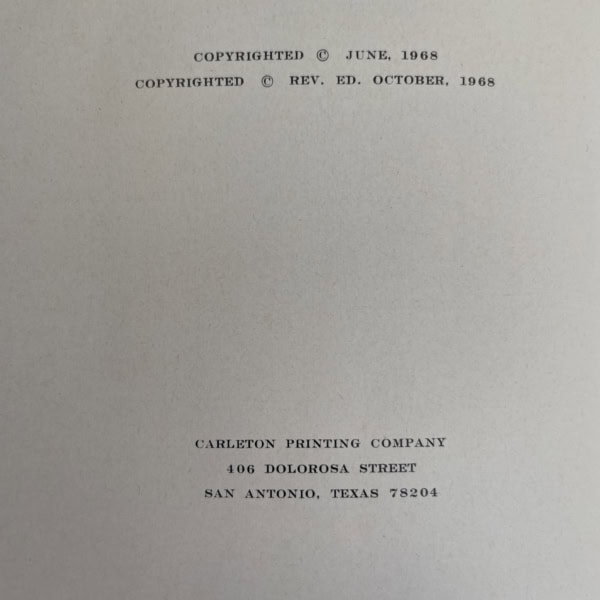 COPYRIGHTED © JUNE, 1968
COPYRIGHTED © REV. ED. OCTOBER, 1968
CARLETON PRINTING COMPANY
406 DOLOROSA STREET
SAN ANTONIO, TEXAS 78204